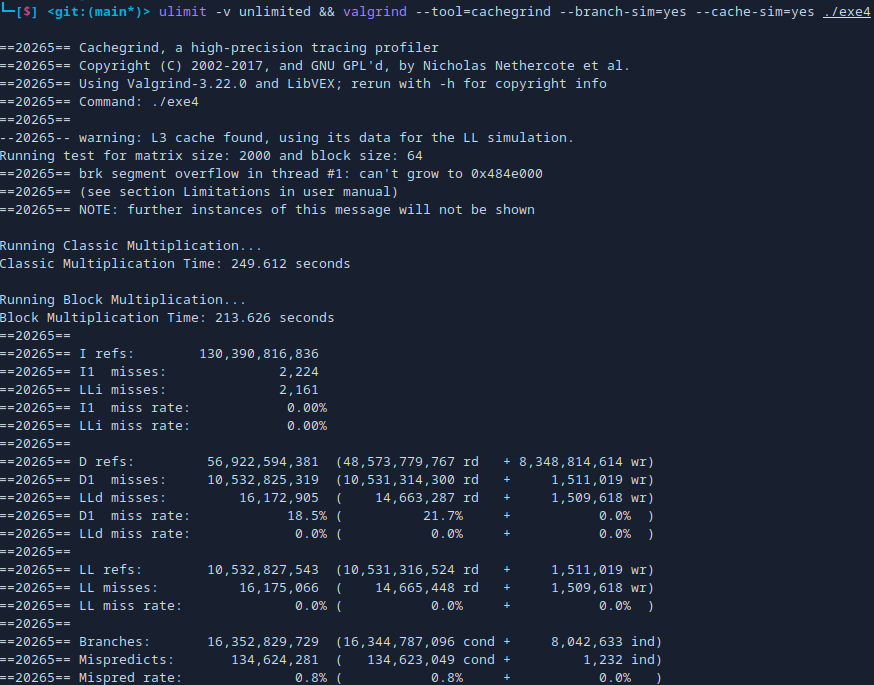 └─[$] <git:(main*)> ulimit -v unlimited && valgrind --tool=cachegrind --branch-sim=yes --cache-sim=yes ./exe4

==20265== Cachegrind, a high-precision tracing profiler
==20265== Copyright (C) 2002-2017, and GNU GPL'd, by Nicholas Nethercote et al.
==20265== Using Valgrind-3.22.0 and LibVEX; rerun with -h for copyright info
==20265== Command: ./exe4
==20265==
--20265-- warning: L3 cache found, using its data for the LL simulation.
Running test for matrix size: 2000 and block size: 64
==20265== brk segment overflow in thread #1: can't grow to 0x484e000
==20265== (see section Limitations in user manual)
==20265== NOTE: further instances of this message will not be shown

Running Classic Multiplication...
Classic Multiplication Time: 249.612 seconds

Running Block Multiplication...
Block Multiplication Time: 213.626 seconds
==20265==
==20265== I refs:        130,390,816,836
==20265== I1  misses:              2,224
==20265== LLi misses:              2,161
==20265== I1  miss rate:            0.00%
==20265== LLi miss rate:            0.00%
==20265==
==20265== D refs:         56,922,594,381  (48,573,779,767 rd   + 8,348,814,614 wr)
==20265== D1  misses:     10,532,825,319  (10,531,314,300 rd   +     1,511,019 wr)
==20265== LLd misses:         16,172,905  (    14,663,287 rd   +     1,509,618 wr)
==20265== D1  miss rate:            18.5% (          21.7%     +           0.0%  )
==20265== LLd miss rate:             0.0% (           0.0%     +           0.0%  )
==20265==
==20265== LL refs:        10,532,827,543  (10,531,316,524 rd   +     1,511,019 wr)
==20265== LL misses:          16,175,066  (    14,665,448 rd   +     1,509,618 wr)
==20265== LL miss rate:              0.0% (           0.0%     +           0.0%  )
==20265==
==20265== Branches:       16,352,829,729  (16,344,787,096 cond +     8,042,633 ind)
==20265== Mispredicts:       134,624,281  (   134,623,049 cond +         1,232 ind)
==20265== Mispred rate:              0.8% (           0.8%     +           0.0%   )